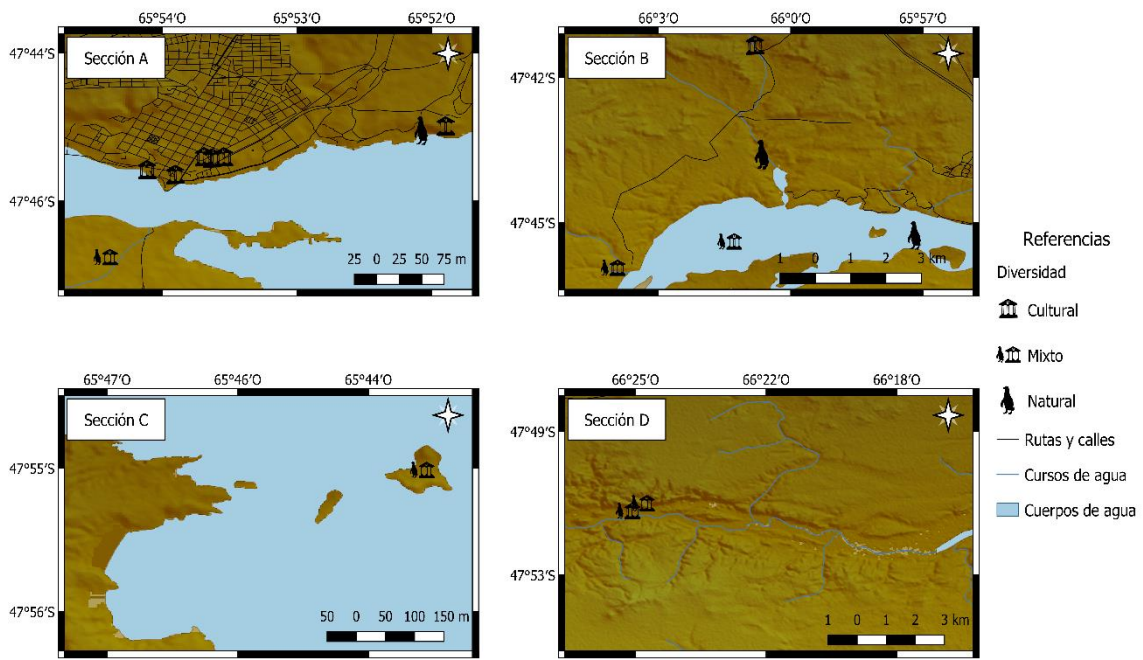 65°54'O 65°53'O 65°52'O
47°44'S
47°46'S
Sección A
25 0 25 50 75 m
66°3'O 66°0'O 65°57'O
47°42'S
47°45'S
Sección B
1 0 1 2 3 km
65°47'O 65°46'O 65°44'O
47°55'S
47°56'S
Sección C
50 0 50 100 150 m
66°25'O 66°22'O 66°18'O
47°49'S
47°53'S
Sección D
1 0 1 2 3 km
Referencias
Diversidad
Cultural
Mixto
Natural
Rutas y calles
Cursos de agua
Cuerpos de agua